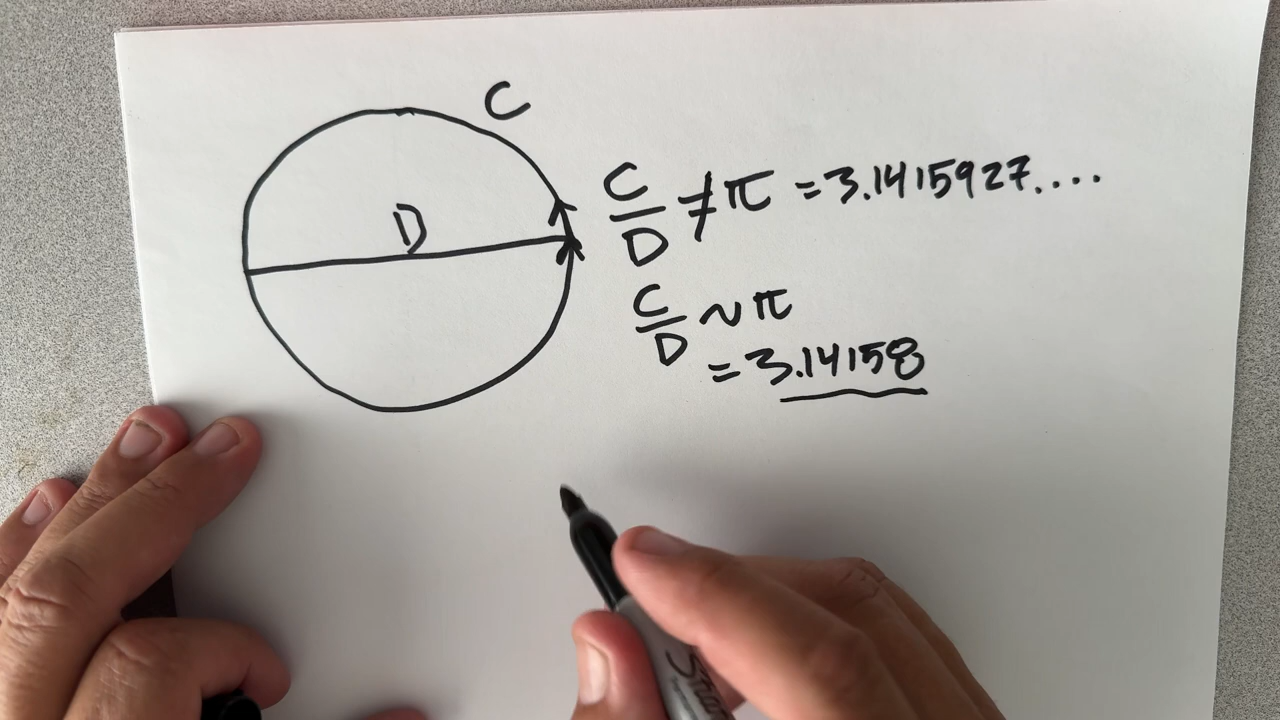 C
D
C/D ≠ π = 3.1415927....
C/D ~ π
= 3.14158